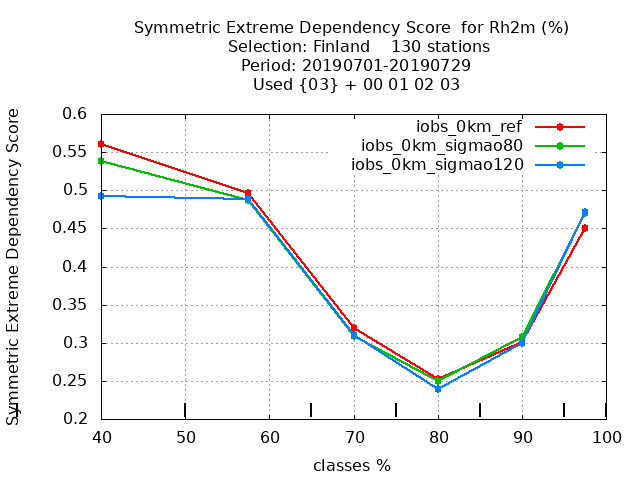 Symmetric Extreme Dependency Score  for Rh2m (%)
Selection: Finland    130 stations
Period: 20190701-20190729
Used {03} + 00 01 02 03
Symmetric Extreme Dependency Score
iobs_0km_ref
iobs_0km_sigmao80
iobs_0km_sigmao120
0.6
0.55
0.5
0.45
0.4
0.35
0.3
0.25
0.2
40 50 60 70 80 90 100
classes %